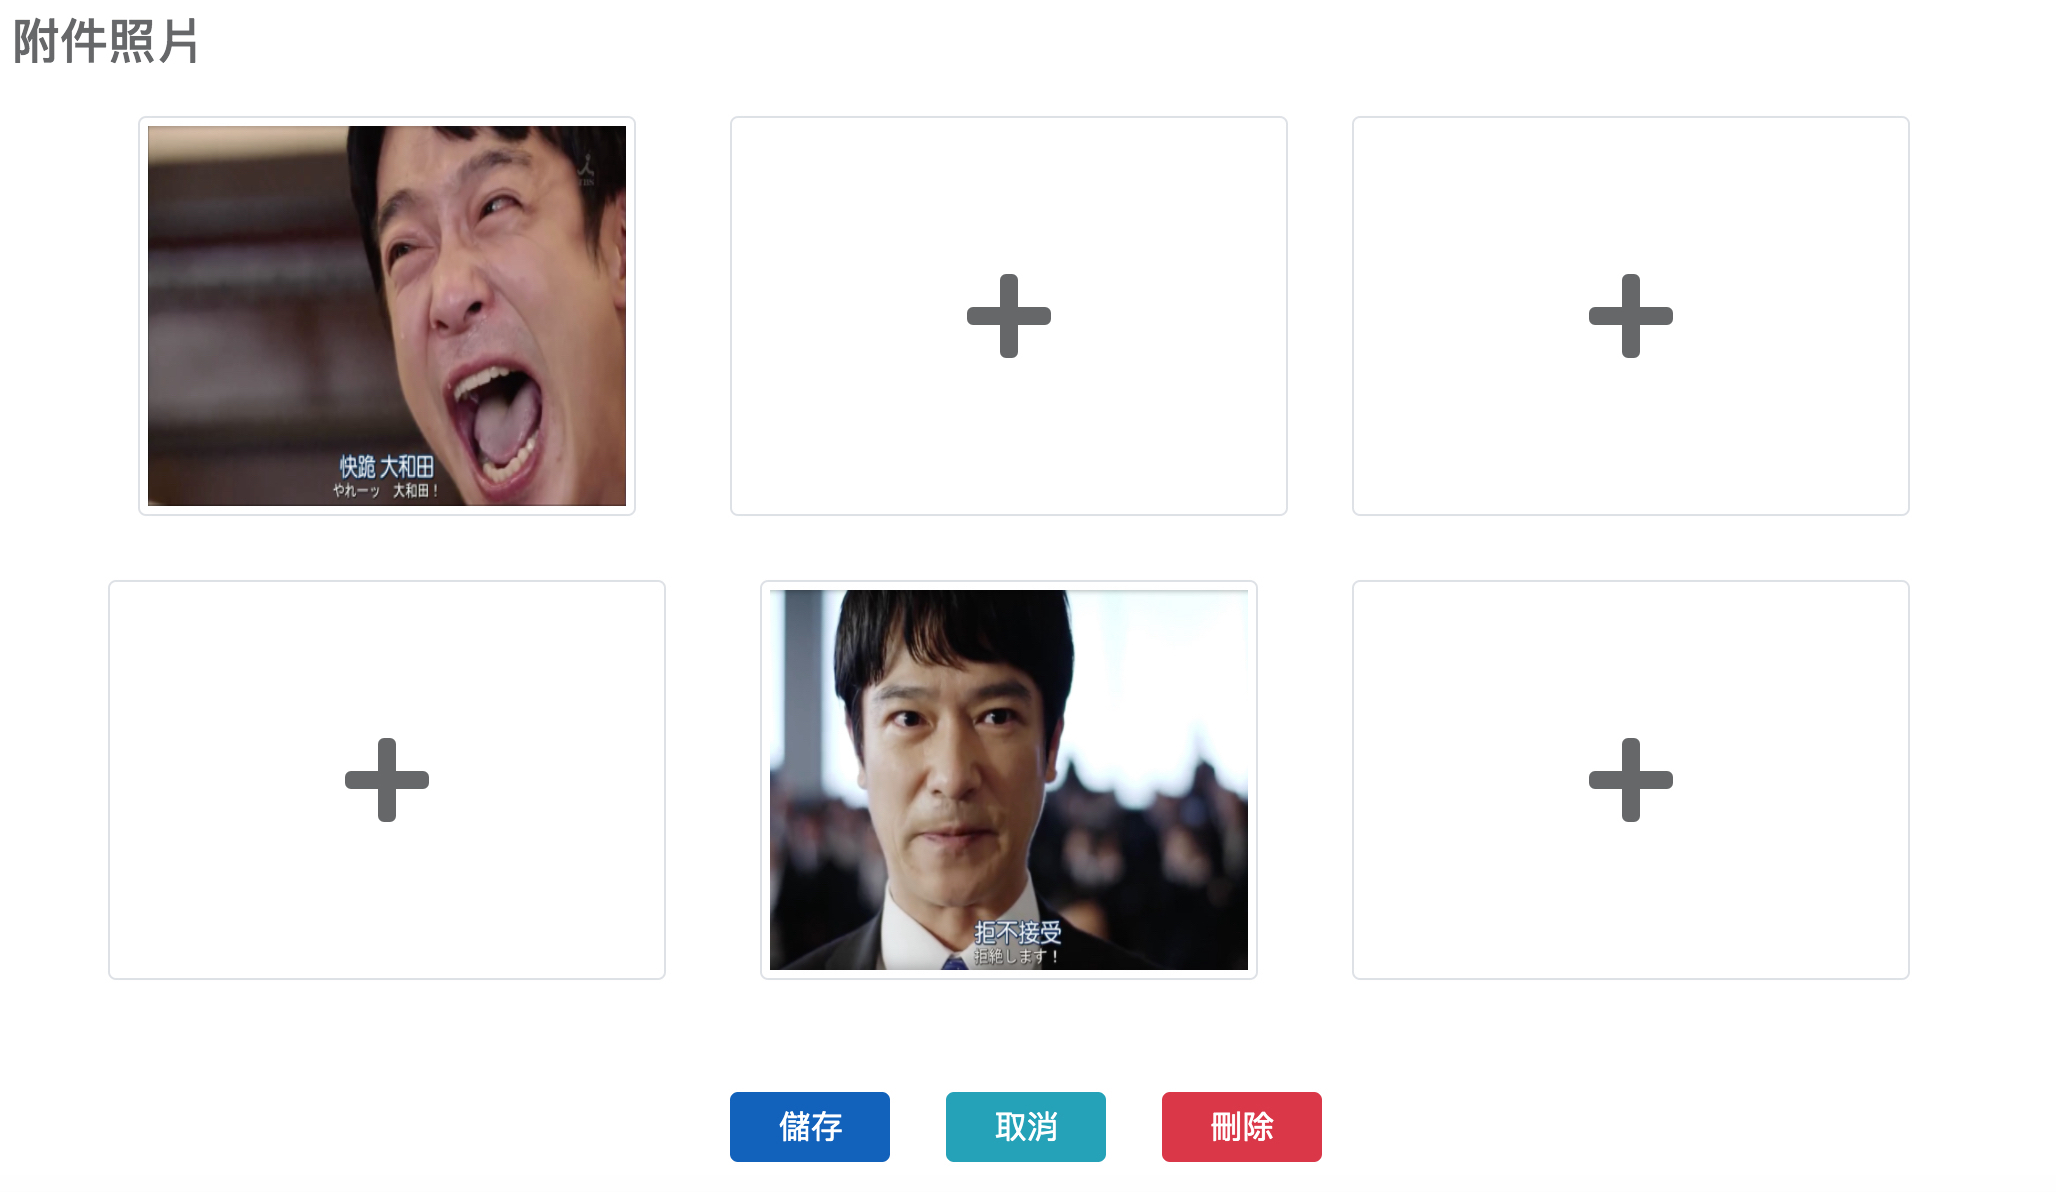 附件照片
TBS
快跪 大和田
やれーッ 大和田！
拒不接受
拒絶します！
儲存
取消
刪除